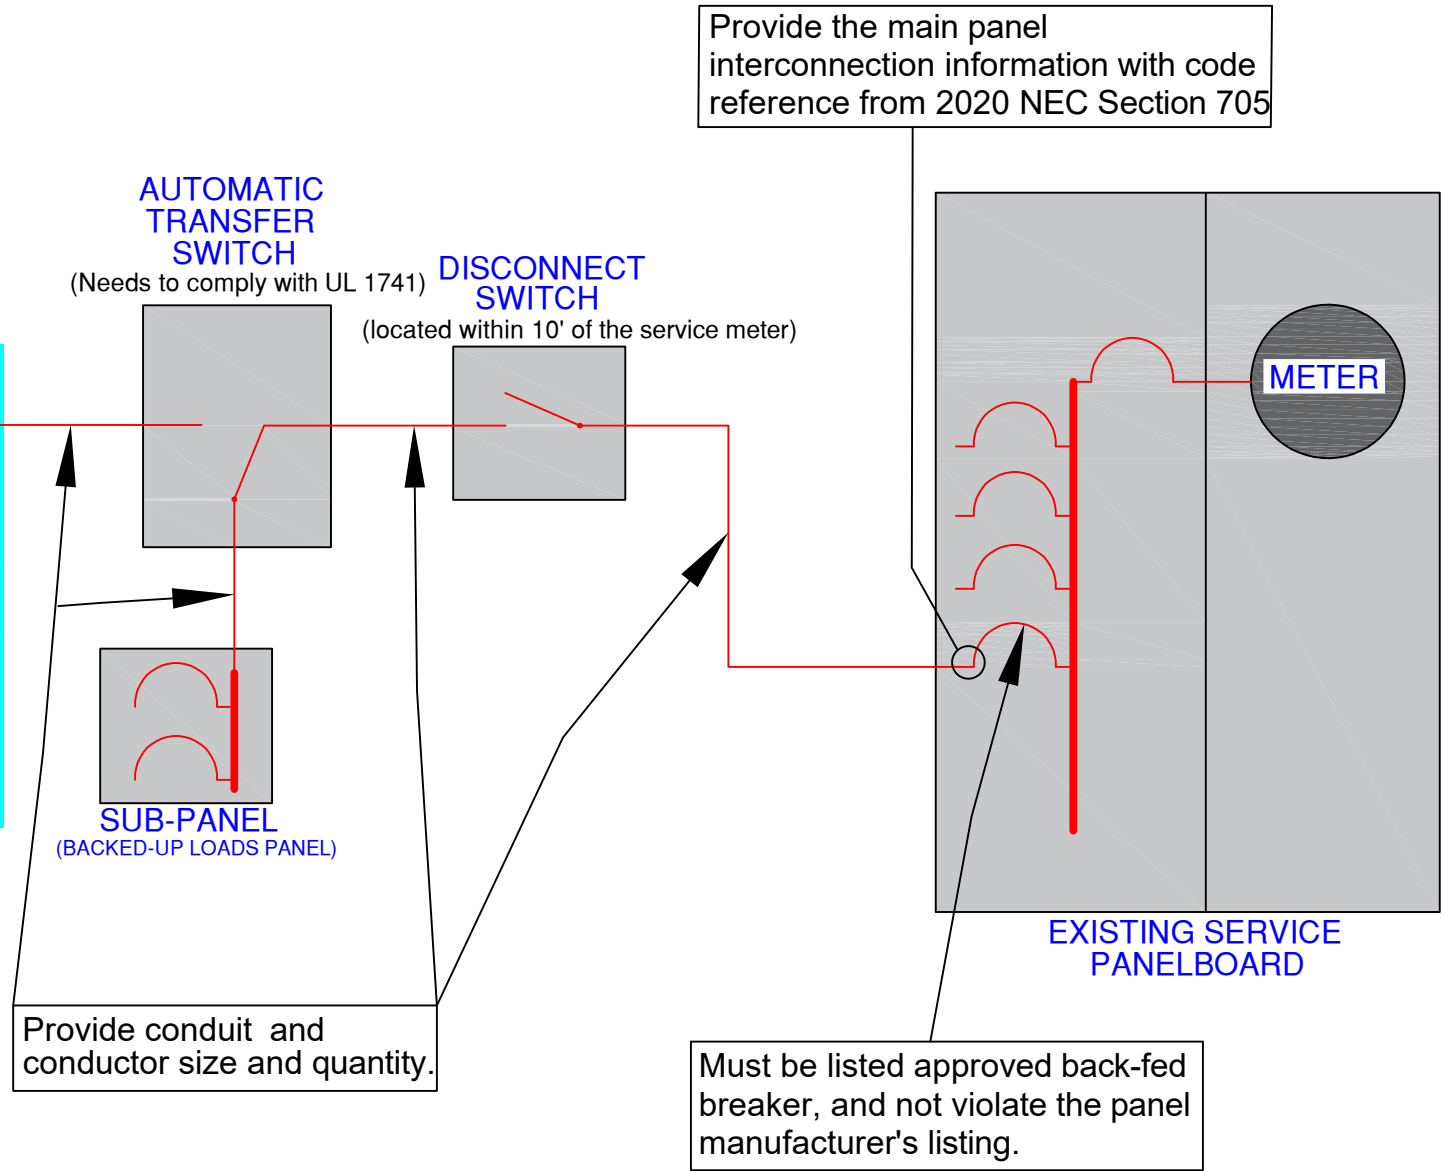 Provide the main panel
interconnection information with code
reference from 2020 NEC Section 705
AUTOMATIC
TRANSFER
SWITCH
(Needs to comply with UL 1741)
DISCONNECT
SWITCH
(located within 10' of the service meter)
METER
SUB-PANEL
(BACKED-UP LOADS PANEL)
EXISTING SERVICE
PANELBOARD
Provide conduit and
conductor size and quantity.
Must be listed approved back-fed
breaker, and not violate the panel
manufacturer's listing.